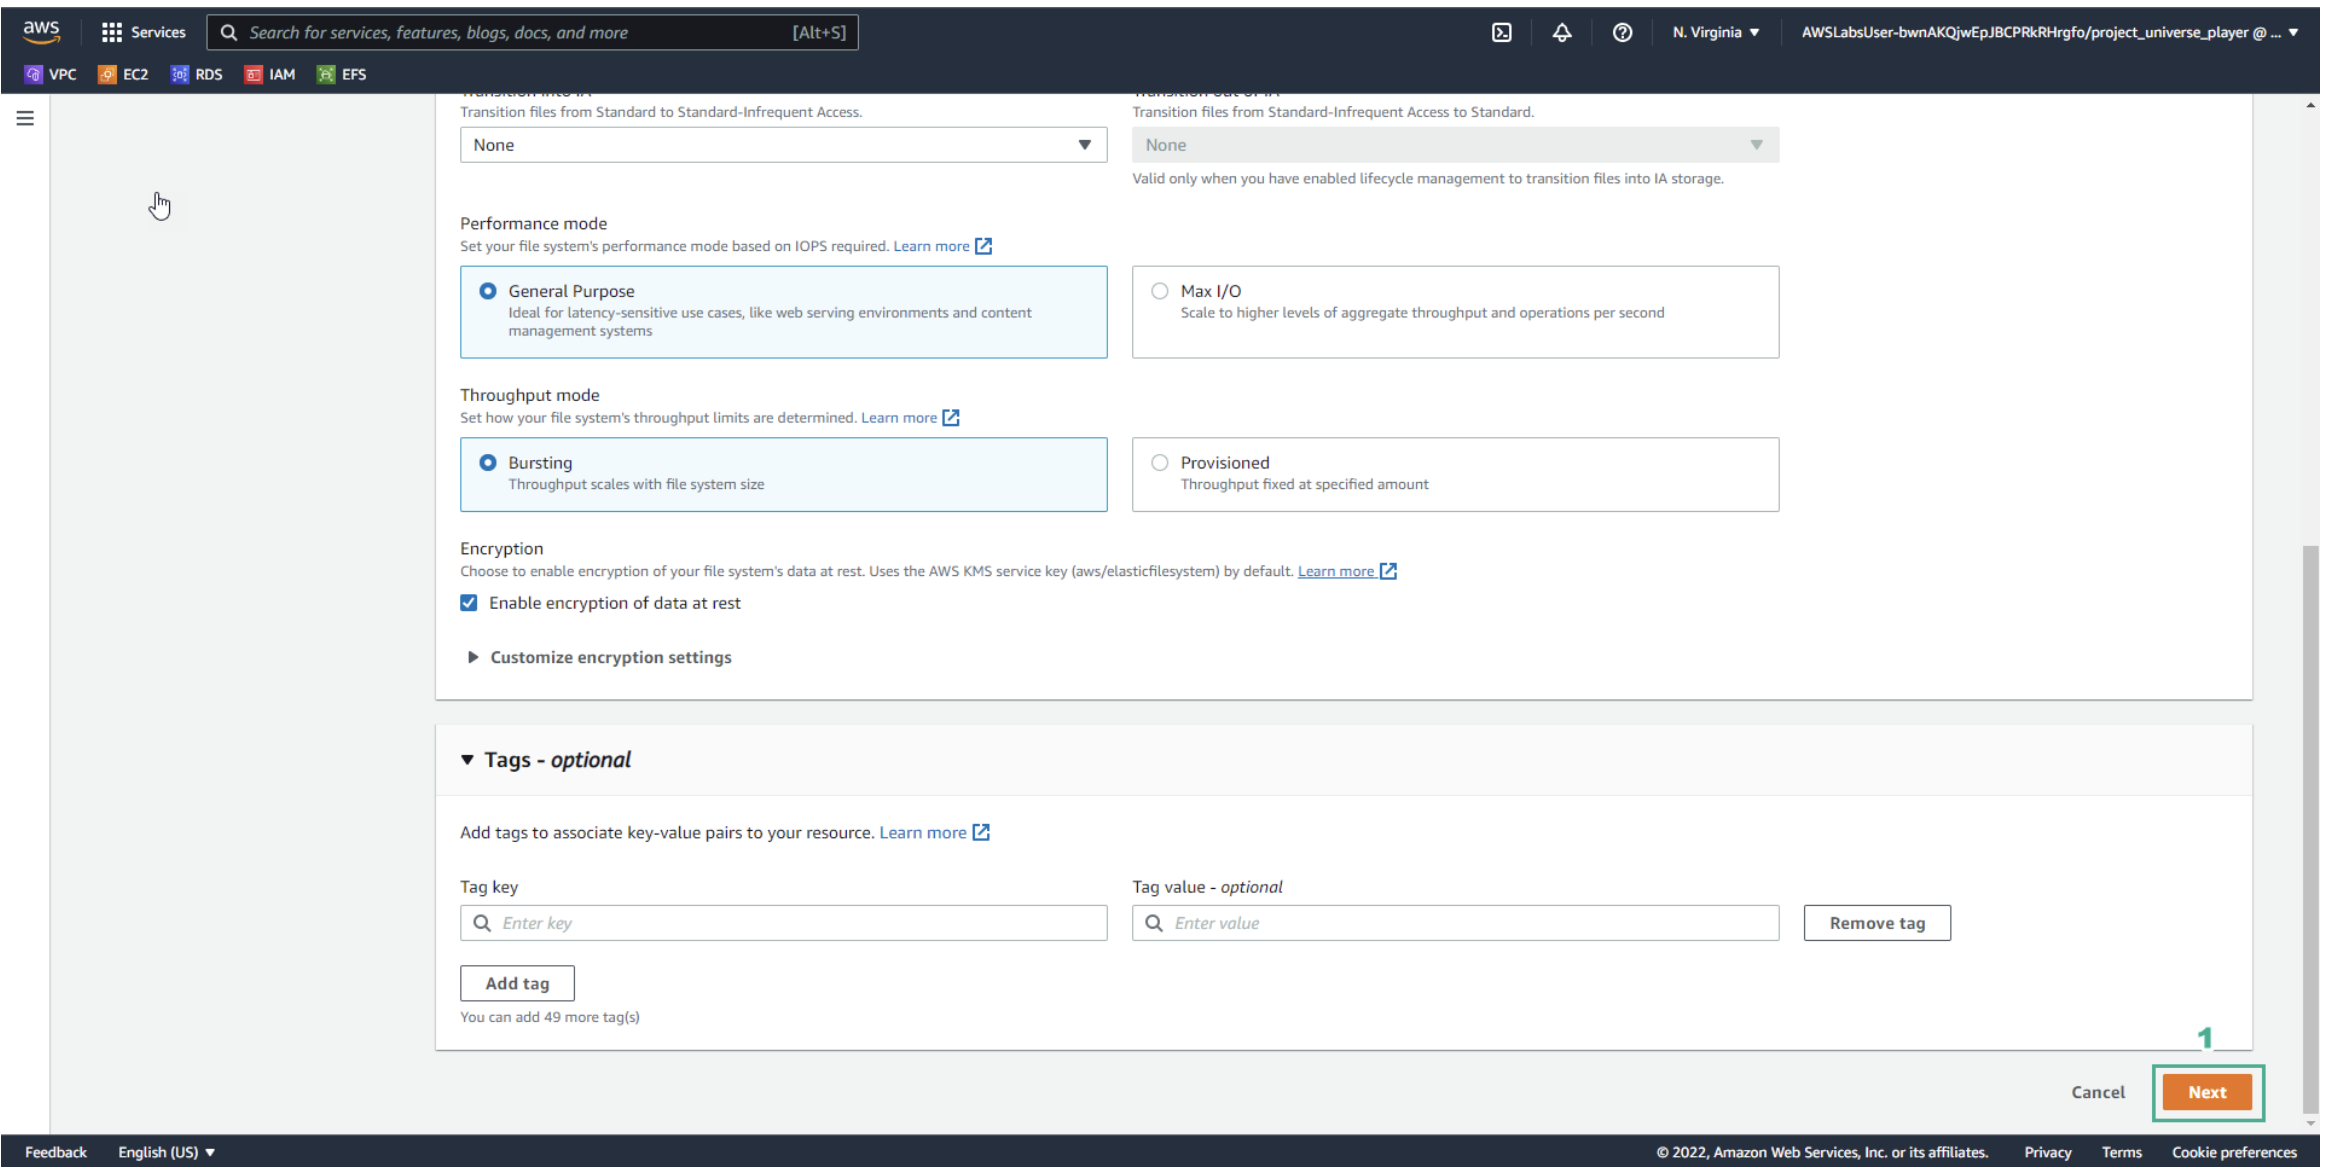 aws
Services
Search for services, features, blogs, docs, and more
[Alt+S]
N. Virginia ▼
AWSLabsUser-bwnAKQjwEpJBCPRkRHrgfo/project_universe_player @ ... ▼
VPC
EC2
RDS
IAM
EFS
Transition into IA
Transition out of IA
Transition files from Standard to Standard-Infrequent Access.
Transition files from Standard-Infrequent Access to Standard.
None
None
Valid only when you have enabled lifecycle management to transition files into IA storage.
Performance mode
Set your file system's performance mode based on IOPS required. Learn more
General Purpose
Ideal for latency-sensitive use cases, like web serving environments and content
management systems
Max I/O
Scale to higher levels of aggregate throughput and operations per second
Throughput mode
Set how your file system's throughput limits are determined. Learn more
Bursting
Throughput scales with file system size
Provisioned
Throughput fixed at specified amount
Encryption
Choose to enable encryption of your file system's data at rest. Uses the AWS KMS service key (aws/elasticfilesystem) by default. Learn more
Enable encryption of data at rest
Customize encryption settings
Tags - optional
Add tags to associate key-value pairs to your resource. Learn more
Tag key
Tag value - optional
Enter key
Enter value
Remove tag
Add tag
You can add 49 more tag(s)
1
Cancel
Next
Feedback
English (US) ▼
© 2022, Amazon Web Services, Inc. or its affiliates.
Privacy
Terms
Cookie preferences